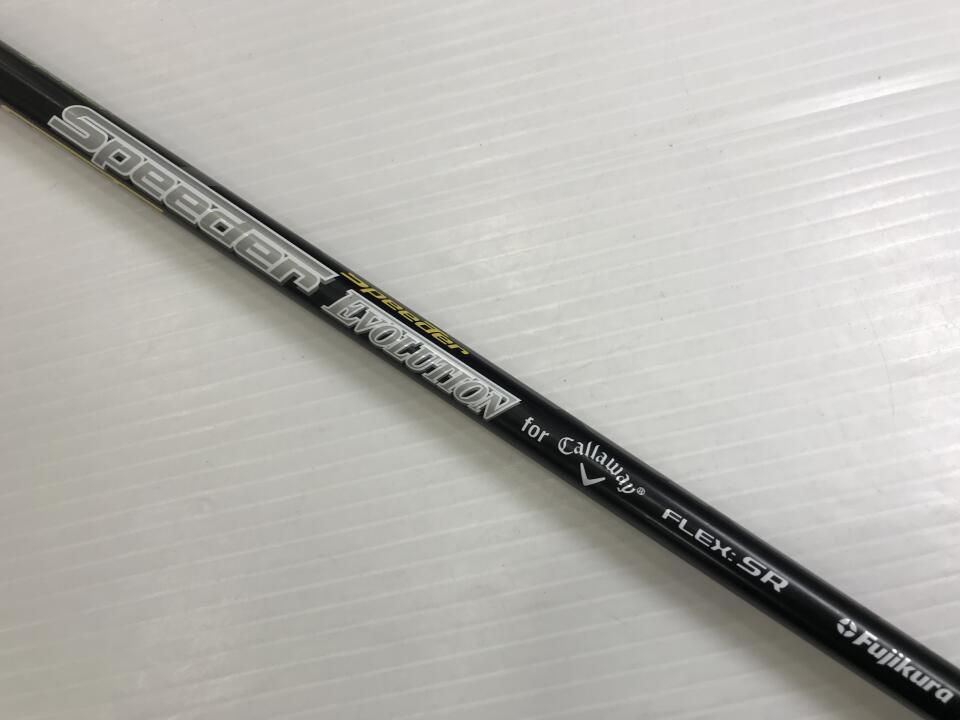 Speeder
Speeder
EVOLUTION
for Callaway®
FLEX: SR
Fujikura